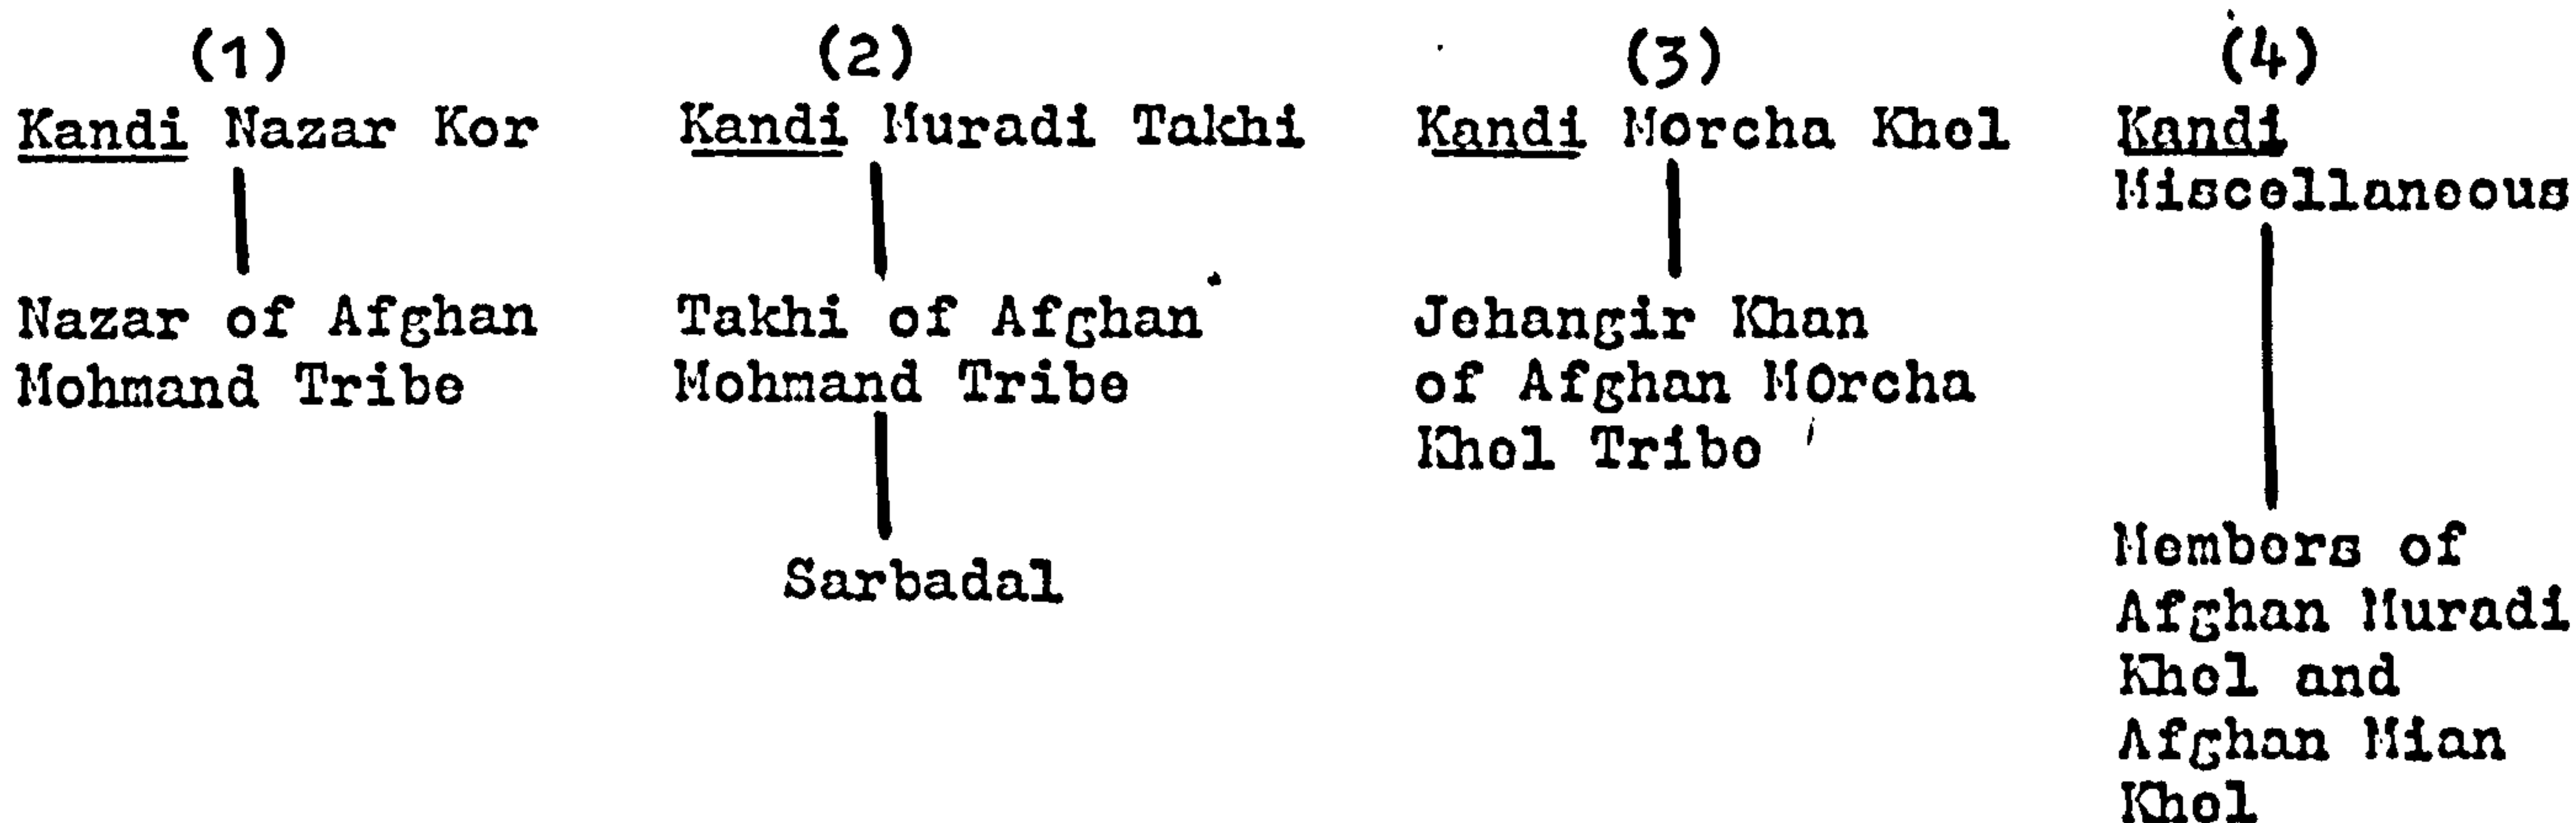 (1)
Kandi Nazar Kor
Nazar of Afghan
Mohmand Tribe
(2)
Kandi Muradi Takhi
Takhi of Afghan
Mohmand Tribe
Sarbadal
(3)
Kandi Morcha Khel
Jehangir Khan
of Afghan MOrcha
Khel Tribe
(4)
Kandi
Miscellaneous
Members of
Afghan Muradi
Khel and
Afghan Mian
Khel